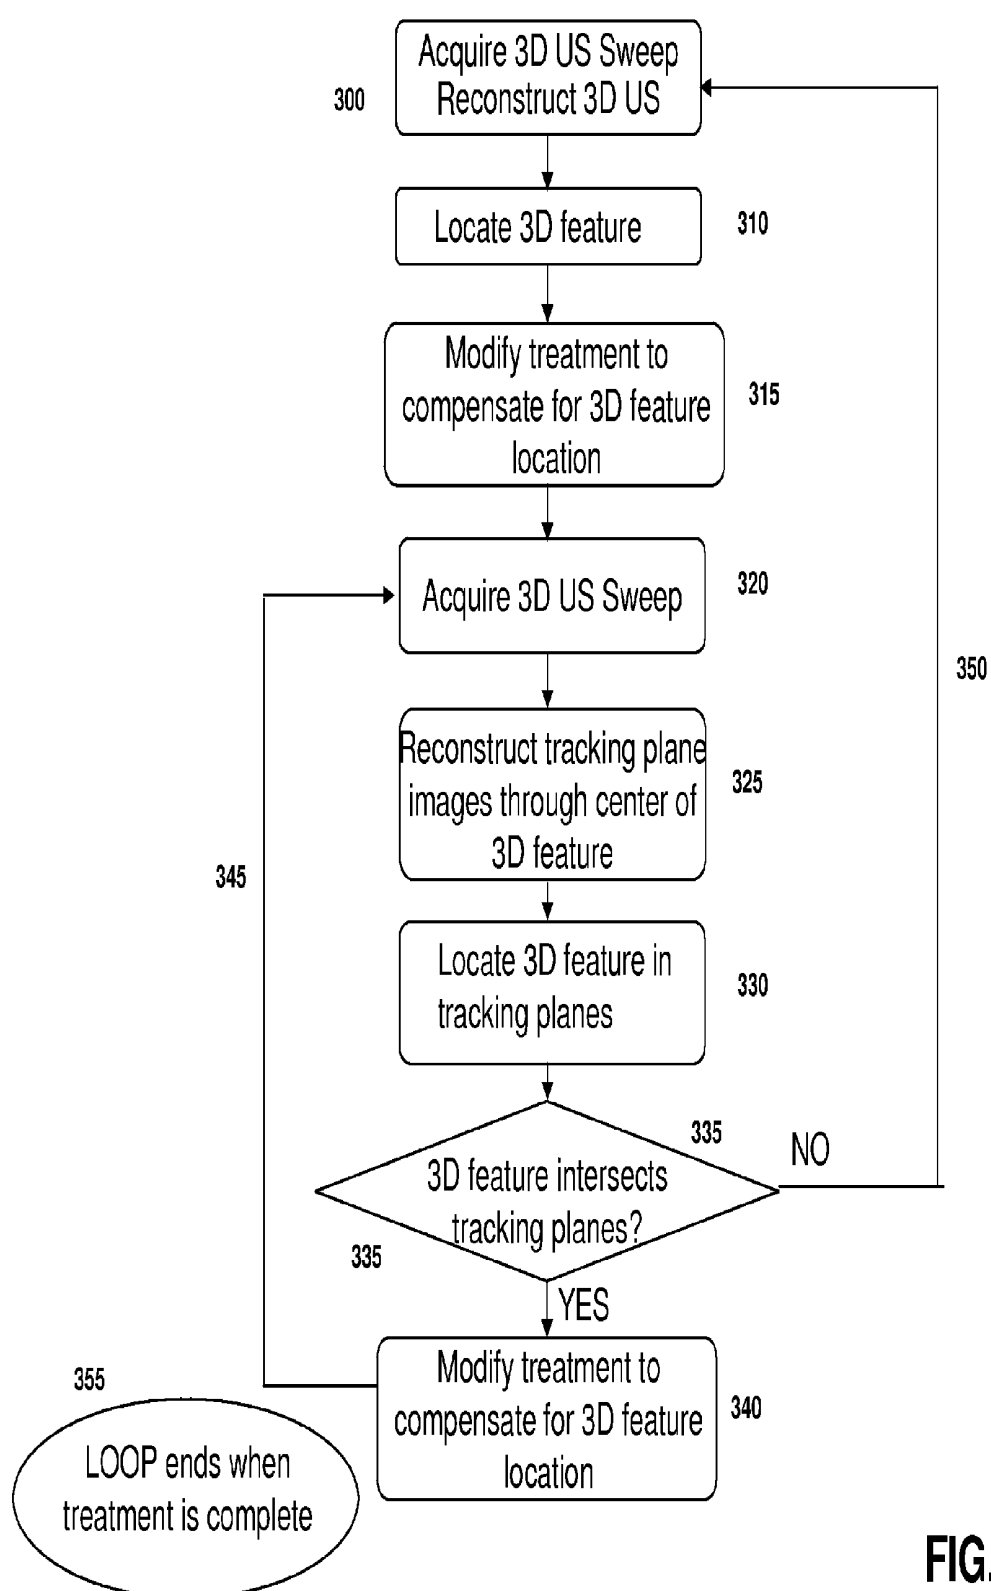 Acquire 3D US Sweep
Reconstruct 3D US
300
Locate 3D feature
310
Modify treatment to
compensate for 3D feature
location
315
Acquire 3D US Sweep
320
350
Reconstruct tracking plane
images through center of
3D feature
325
345
Locate 3D feature in
tracking planes
330
335
NO
3D feature intersects
tracking planes?
335
YES
Modify treatment to
compensate for 3D feature
location
340
355
LOOP ends when
treatment is complete
FIG.